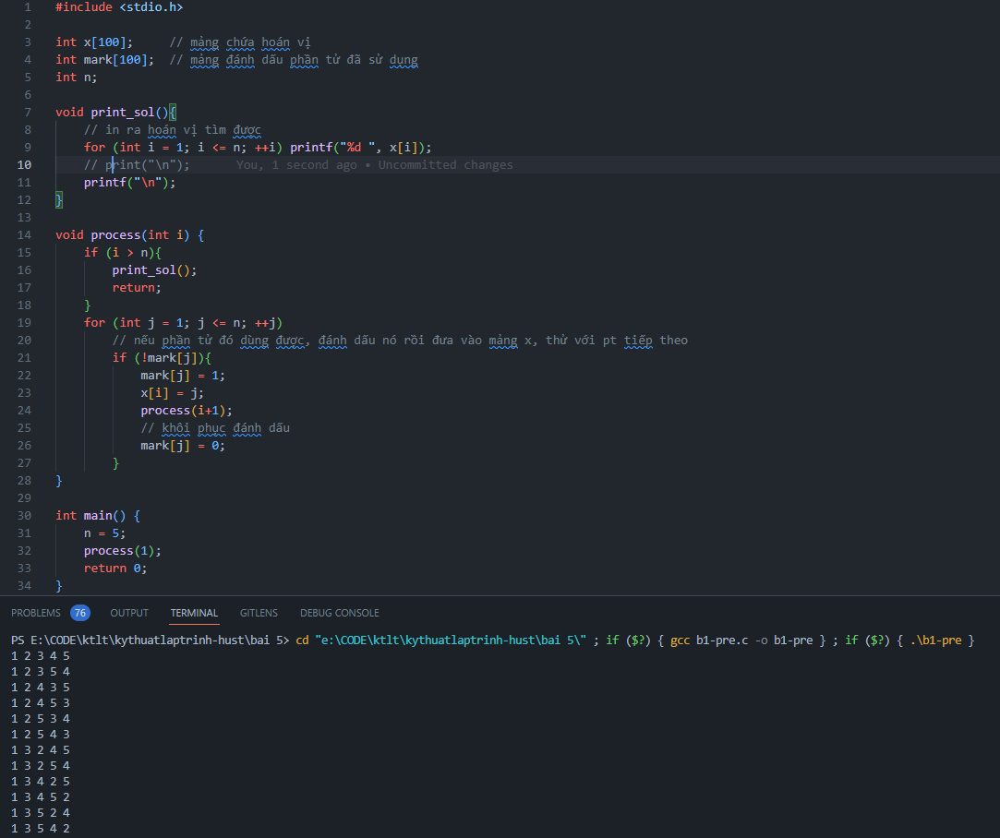 1 #include <stdio.h>
2
3 int x[100];     // mảng chứa hoán vị
4 int mark[100];  // mảng đánh dấu phần tử đã sử dụng
5 int n;
6
7 void print_sol(){
8     // in ra hoán vị tìm được
9     for (int i = 1; i <= n; ++i) printf("%d ", x[i]);
10     // print("\n");     You, 1 second ago • Uncommitted changes
11     printf("\n");
12 }
13
14 void process(int i) {
15     if (i > n){
16         print_sol();
17         return;
18     }
19     for (int j = 1; j <= n; ++j)
20         // nếu phần tử đó dùng được, đánh dấu nó rồi đưa vào mảng x, thử với pt tiếp theo
21         if (!mark[j]){
22             mark[j] = 1;
23             x[i] = j;
24             process(i+1);
25             // khôi phục đánh dấu
26             mark[j] = 0;
27         }
28 }
29
30 int main() {
31     n = 5;
32     process(1);
33     return 0;
34 }
PROBLEMS 76 OUTPUT TERMINAL GITLENS DEBUG CONSOLE
PS E:\CODE\ktlt\kythuatlaptrinh-hust\bai 5> cd "e:\CODE\ktlt\kythuatlaptrinh-hust\bai 5\" ; if ($?) { gcc b1-pre.c -o b1-pre } ; if ($?) { .\b1-pre }
1 2 3 4 5
1 2 3 5 4
1 2 4 3 5
1 2 4 5 3
1 2 5 3 4
1 2 5 4 3
1 3 2 4 5
1 3 2 5 4
1 3 4 2 5
1 3 4 5 2
1 3 5 2 4
1 3 5 4 2